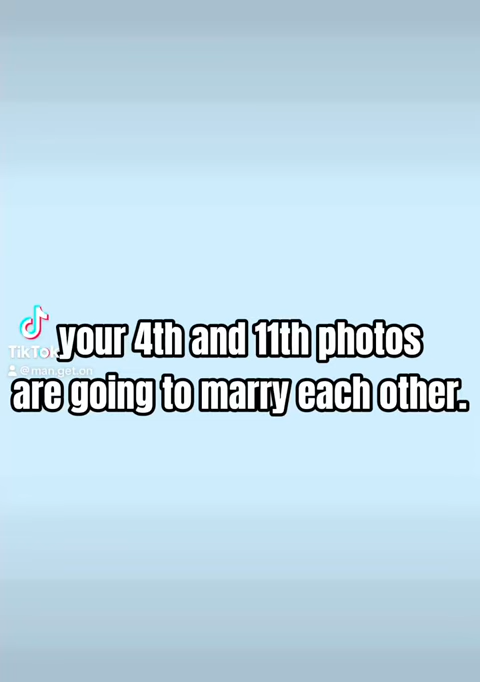 your 4th and 11th photos
are going to marry each other.
TikTok
@man.get.on